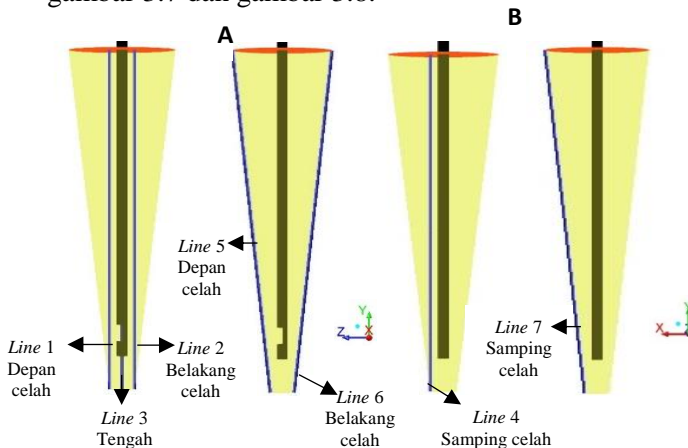 gambar 3.7 dan gambar 3.8.
A
B
Line 5
Depan
celah
Line 1
Depan
celah
Line 2
Belakang
celah
Line 3
Tengah
Line 6
Belakang
celah
Line 4
Samping celah
Line 7
Samping
celah
Y
Z
X
Y
X